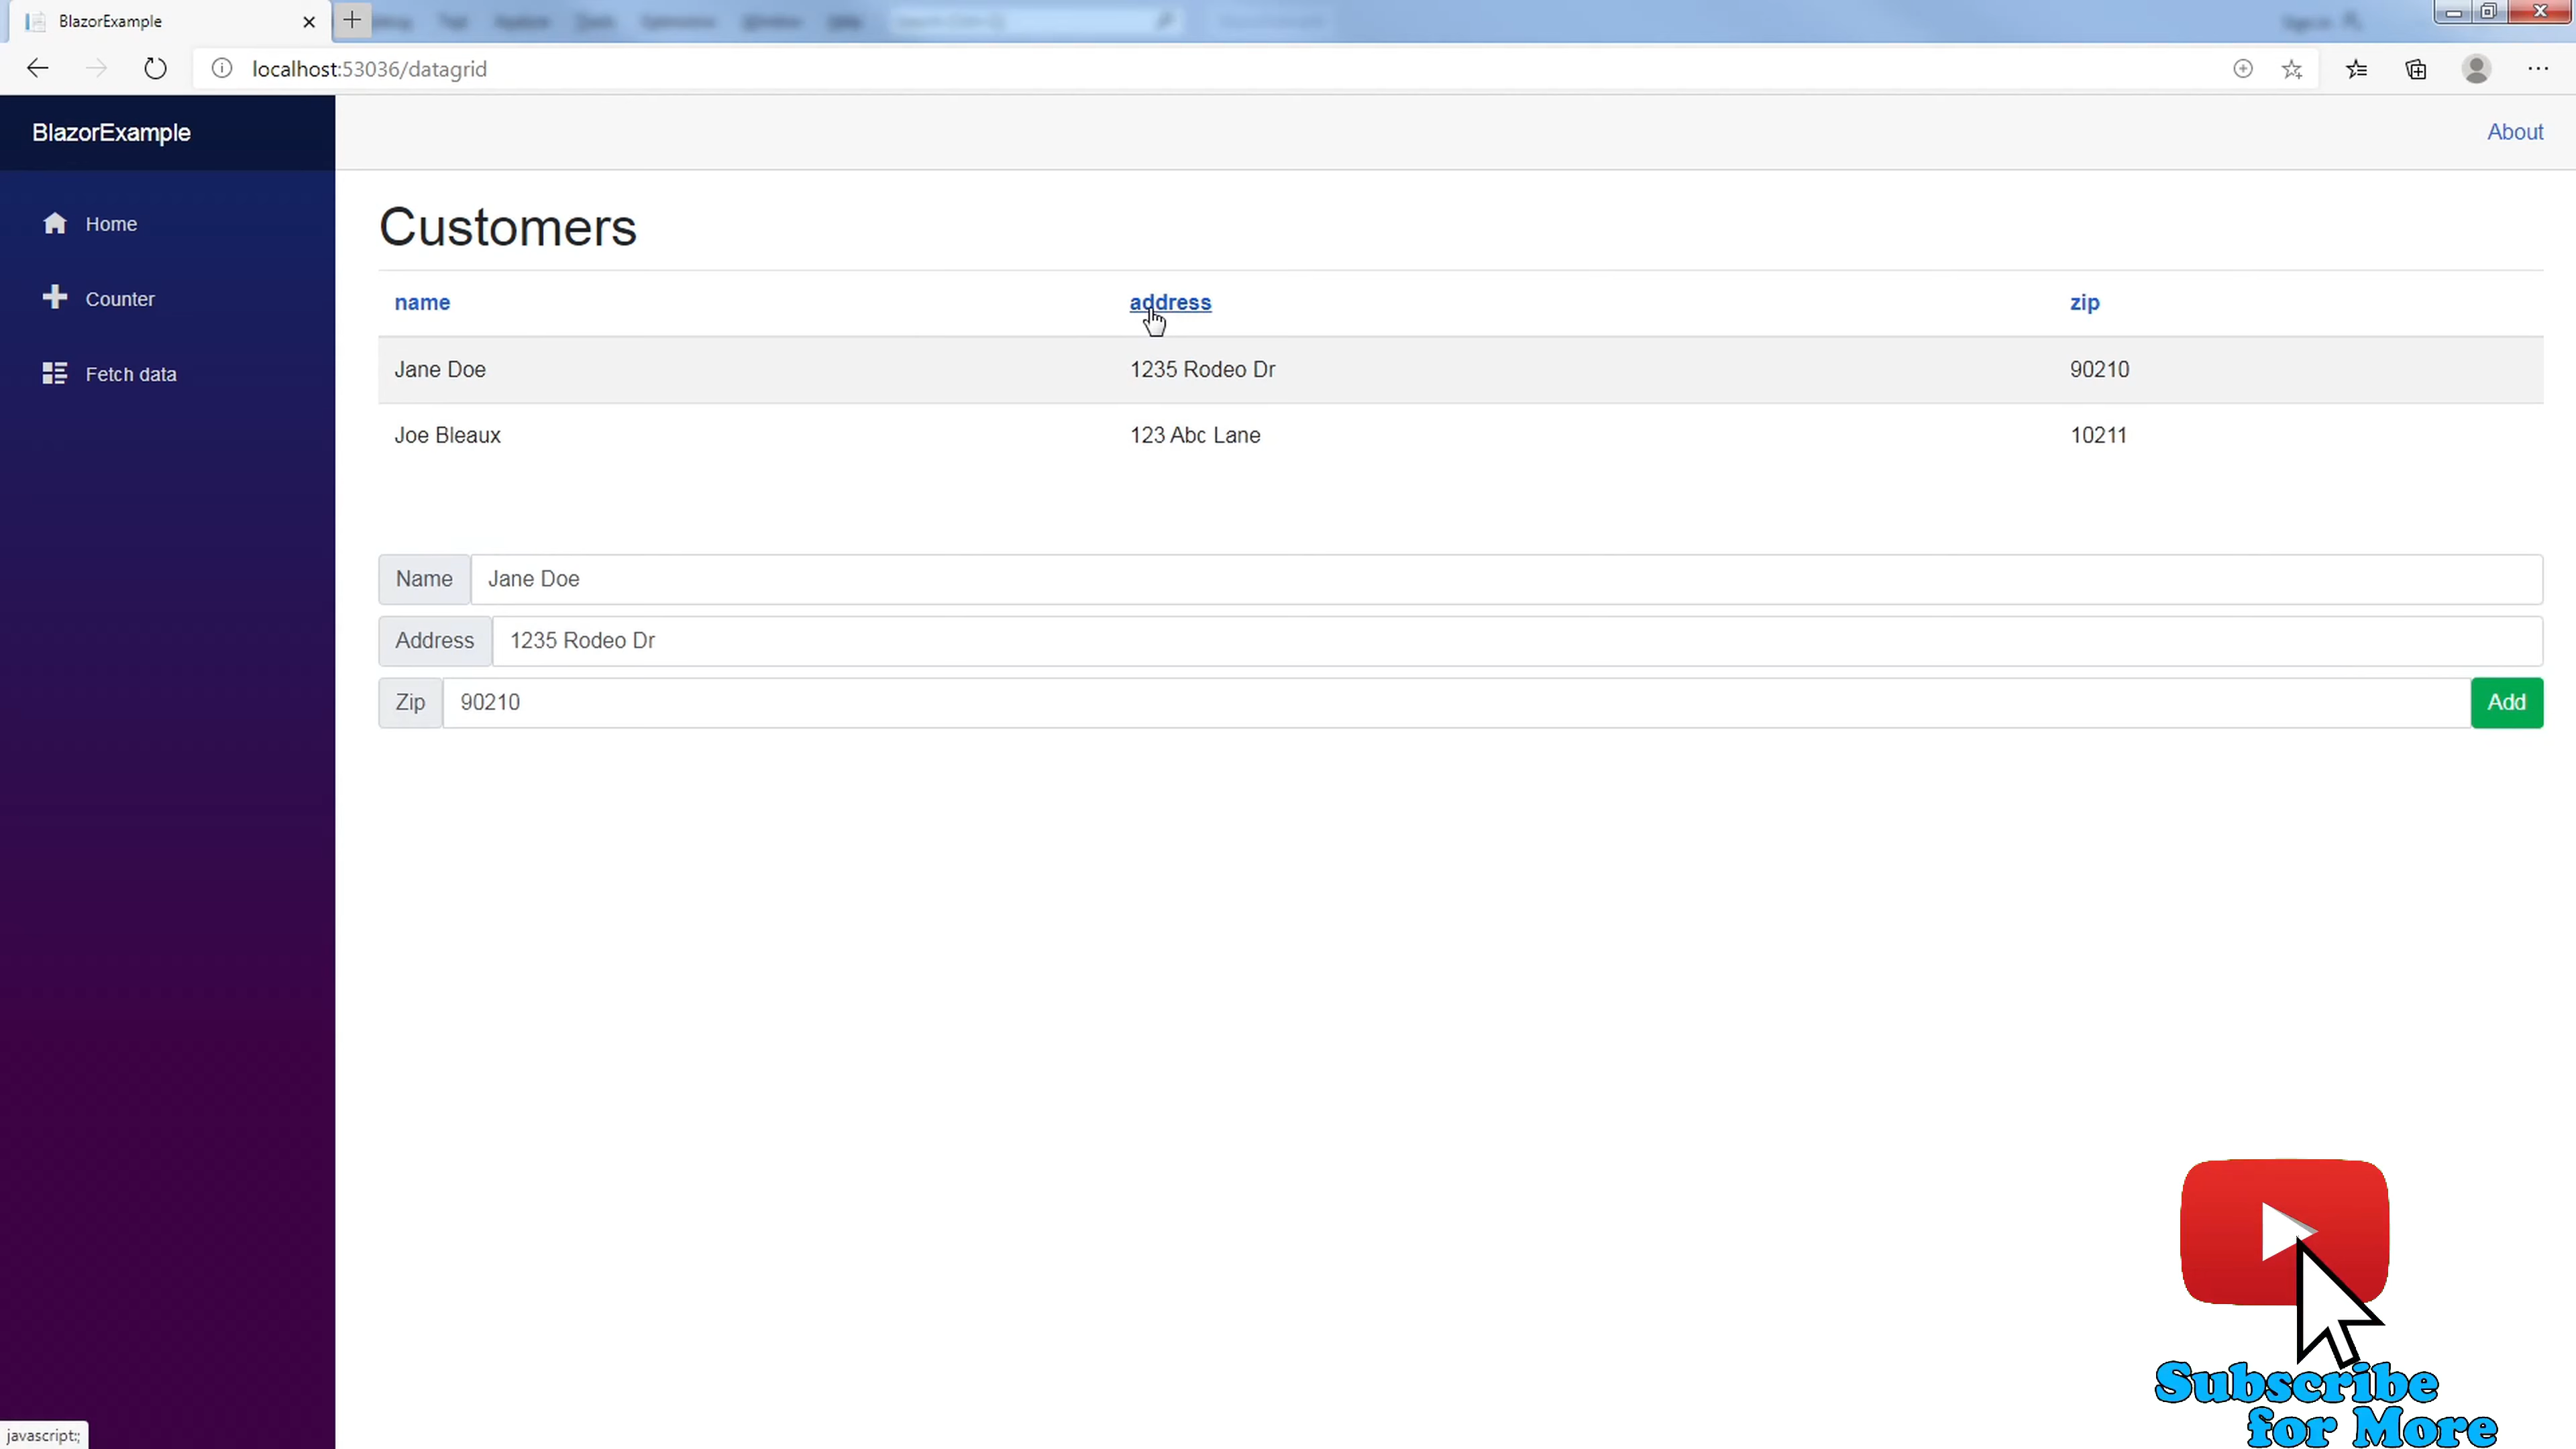 BlazorExample
localhost:53036/datagrid
BlazorExample
About
Home
Counter
Fetch data
Customers
name address zip
Jane Doe 1235 Rodeo Dr 90210
Joe Bleaux 123 Abc Lane 10211
Name Jane Doe
Address 1235 Rodeo Dr
Zip 90210 Add
Subscribe
for More
javascript:;